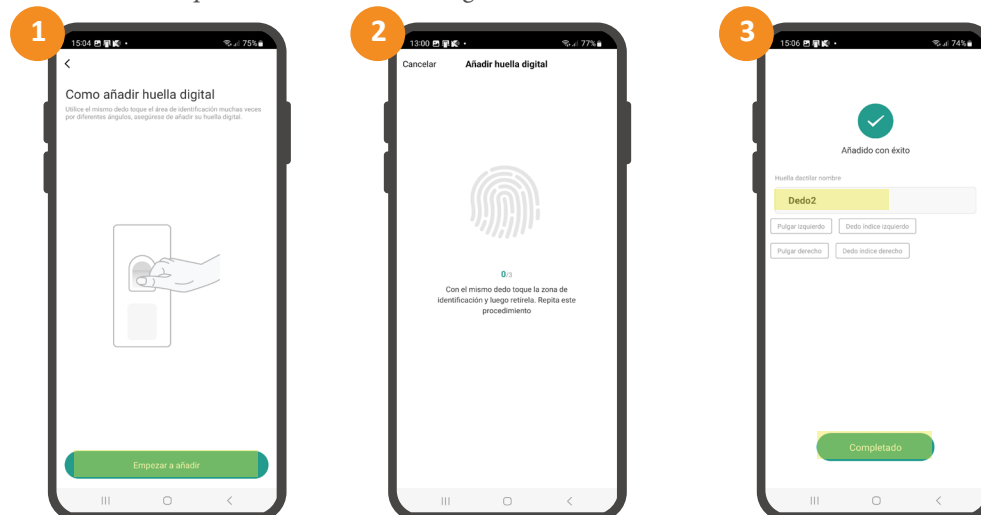 1
15:04
75%
Como añadir huella digital
Utilice el mismo dedo toque el área de identificación muchas veces
por diferentes ángulos, asegúrese de añadir su huella digital.
Empezar a añadir
2
13:00
77%
Cancelar Añadir huella digital
0/3
Con el mismo dedo toque la zona de
identificación y luego retirela. Repita este
procedimiento
3
15:06
74%
Añadido con éxito
Huella dactilar nombre
Dedo2
Pulgar izquierdo Dedo índice izquierdo
Pulgar derecho Dedo índice derecho
Completado